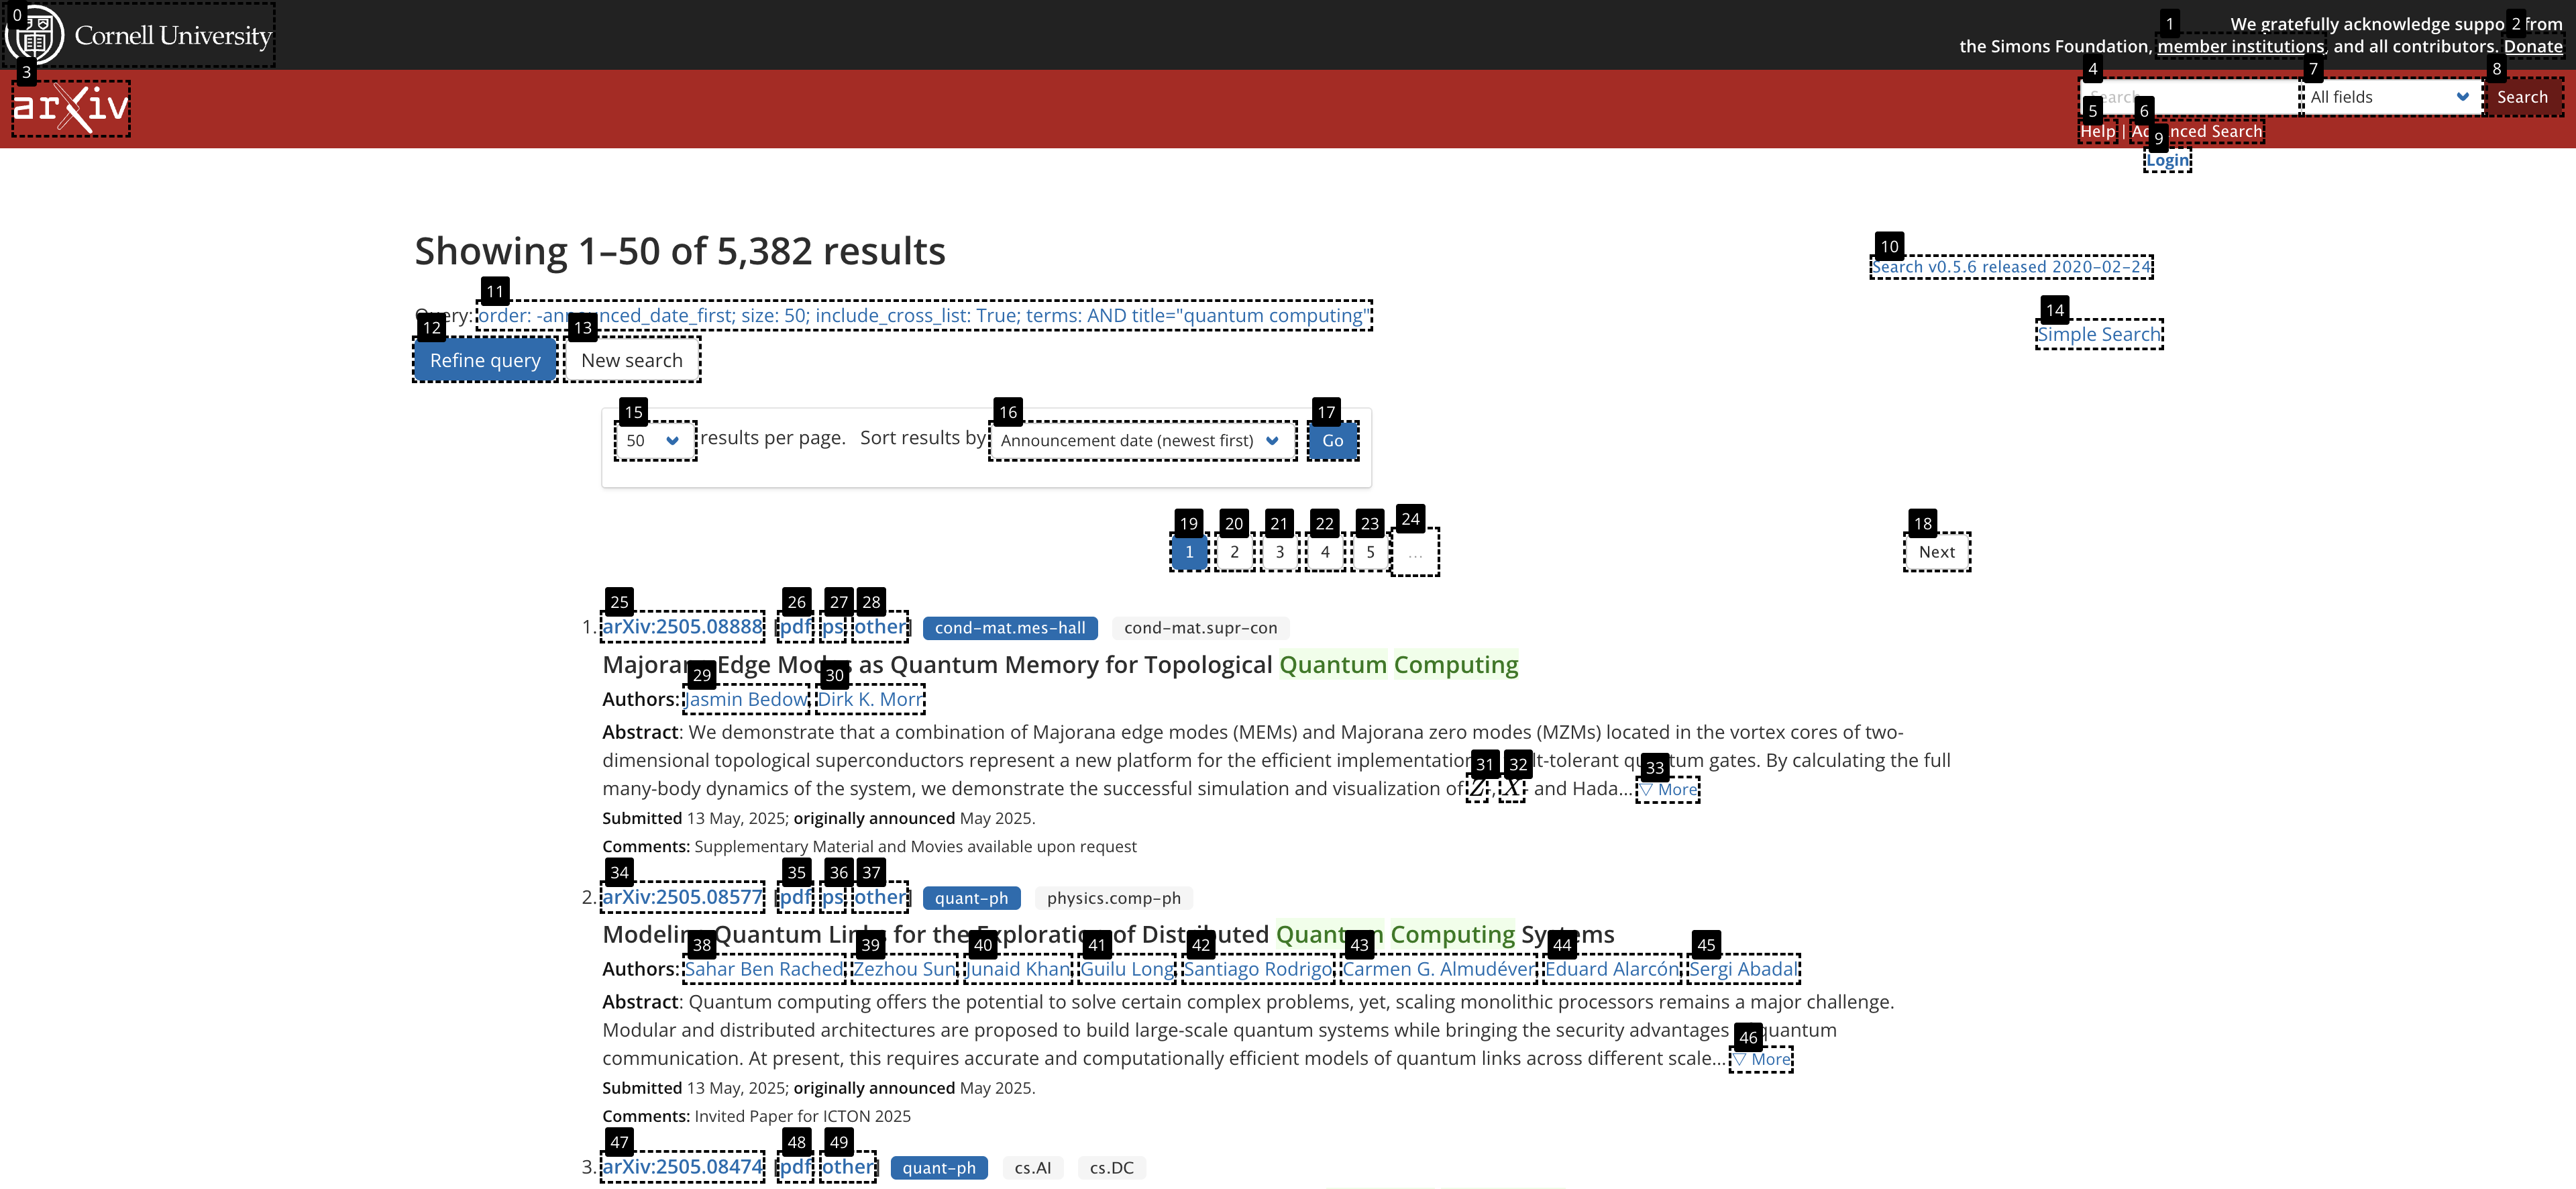 Cornell University
We gratefully acknowledge support from
the Simons Foundation, member institutions, and all contributors. Donate
0
1
2
3
arXiv
4
7
8
Search
All fields
Search
5
6
Help | Advanced Search
9
Login
Showing 1–50 of 5,382 results
10
Search v0.5.6 released 2020-02-24
11
Query: order: -announced_date_first; size: 50; include_cross_list: True; terms: AND title="quantum computing"
14
Simple Search
12
13
Refine query
New search
15
16
17
50 results per page. Sort results by Announcement date (newest first) Go
19
20
21
22
23
24
18
1 2 3 4 5 ... Next
25
26
27
28
1. arXiv:2505.08888 [pdf, ps, other] cond-mat.mes-hall cond-mat.supr-con
Majorana Edge Modes as Quantum Memory for Topological Quantum Computing
29
30
Authors: Jasmin Bedow, Dirk K. Morr
Abstract: We demonstrate that a combination of Majorana edge modes (MEMs) and Majorana zero modes (MZMs) located in the vortex cores of two-
dimensional topological superconductors represent a new platform for the efficient implementation of fault-tolerant quantum gates. By calculating the full
31
32
33
many-body dynamics of the system, we demonstrate the successful simulation and visualization of Z-, X- and Hada... ▽ More
Submitted 13 May, 2025; originally announced May 2025.
Comments: Supplementary Material and Movies available upon request
34
35
36
37
2. arXiv:2505.08577 [pdf, ps, other] quant-ph physics.comp-ph
Modeling Quantum Links for the Exploration of Distributed Quantum Computing Systems
38
39
40
41
42
43
44
45
Authors: Sahar Ben Rached, Zezhou Sun, Junaid Khan, Guilu Long, Santiago Rodrigo, Carmen G. Almudéver, Eduard Alarcón, Sergi Abadal
Abstract: Quantum computing offers the potential to solve certain complex problems, yet, scaling monolithic processors remains a major challenge.
Modular and distributed architectures are proposed to build large-scale quantum systems while bringing the security advantages of quantum
46
communication. At present, this requires accurate and computationally efficient models of quantum links across different scale... ▽ More
Submitted 13 May, 2025; originally announced May 2025.
Comments: Invited Paper for ICTON 2025
47
48
49
3. arXiv:2505.08474 [pdf, other] quant-ph cs.AI cs.DC